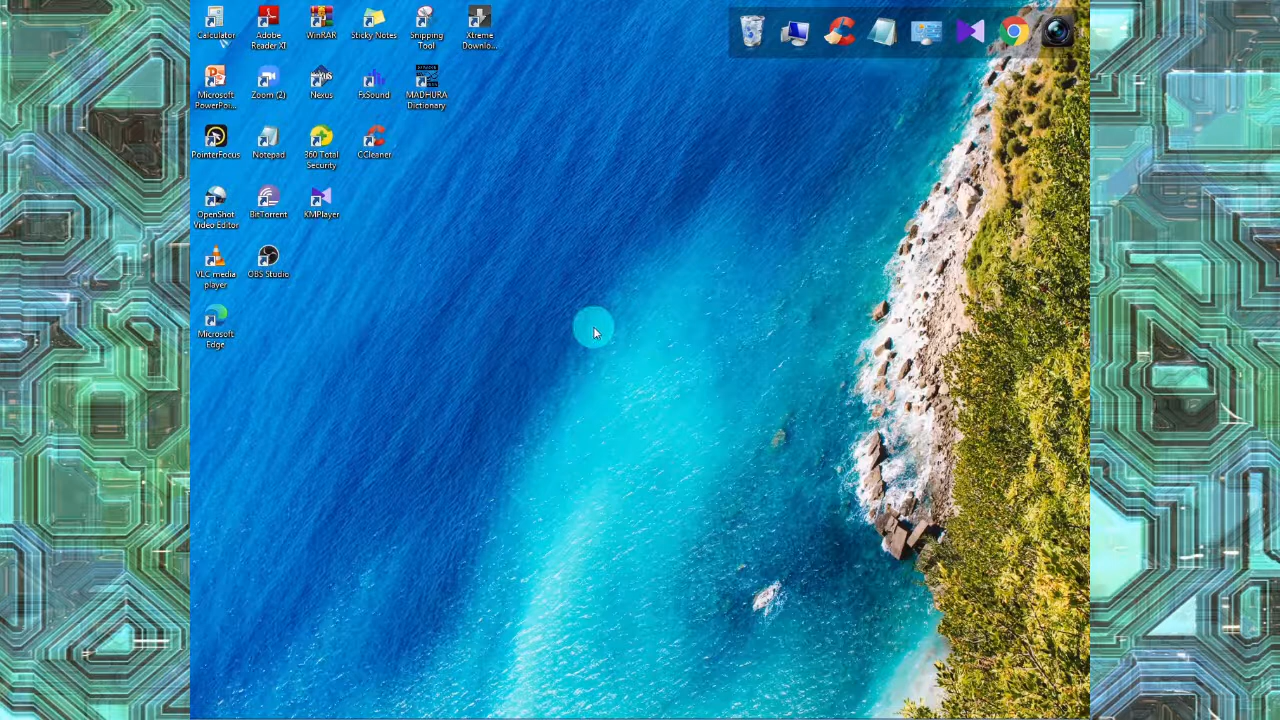 Calculator
Adobe
Reader XI
WinRAR
Sticky Notes
Snipping
Tool
Xtreme
Downlo...
Microsoft
PowerPoi...
Zoom (2)
Nexus
FxSound
MADHURA
Dictionary
PointerFocus
Notepad
360 Total
Security
CCleaner
OpenShot
Video Editor
BitTorrent
KMPlayer
VLC media
player
OBS Studio
Microsoft
Edge